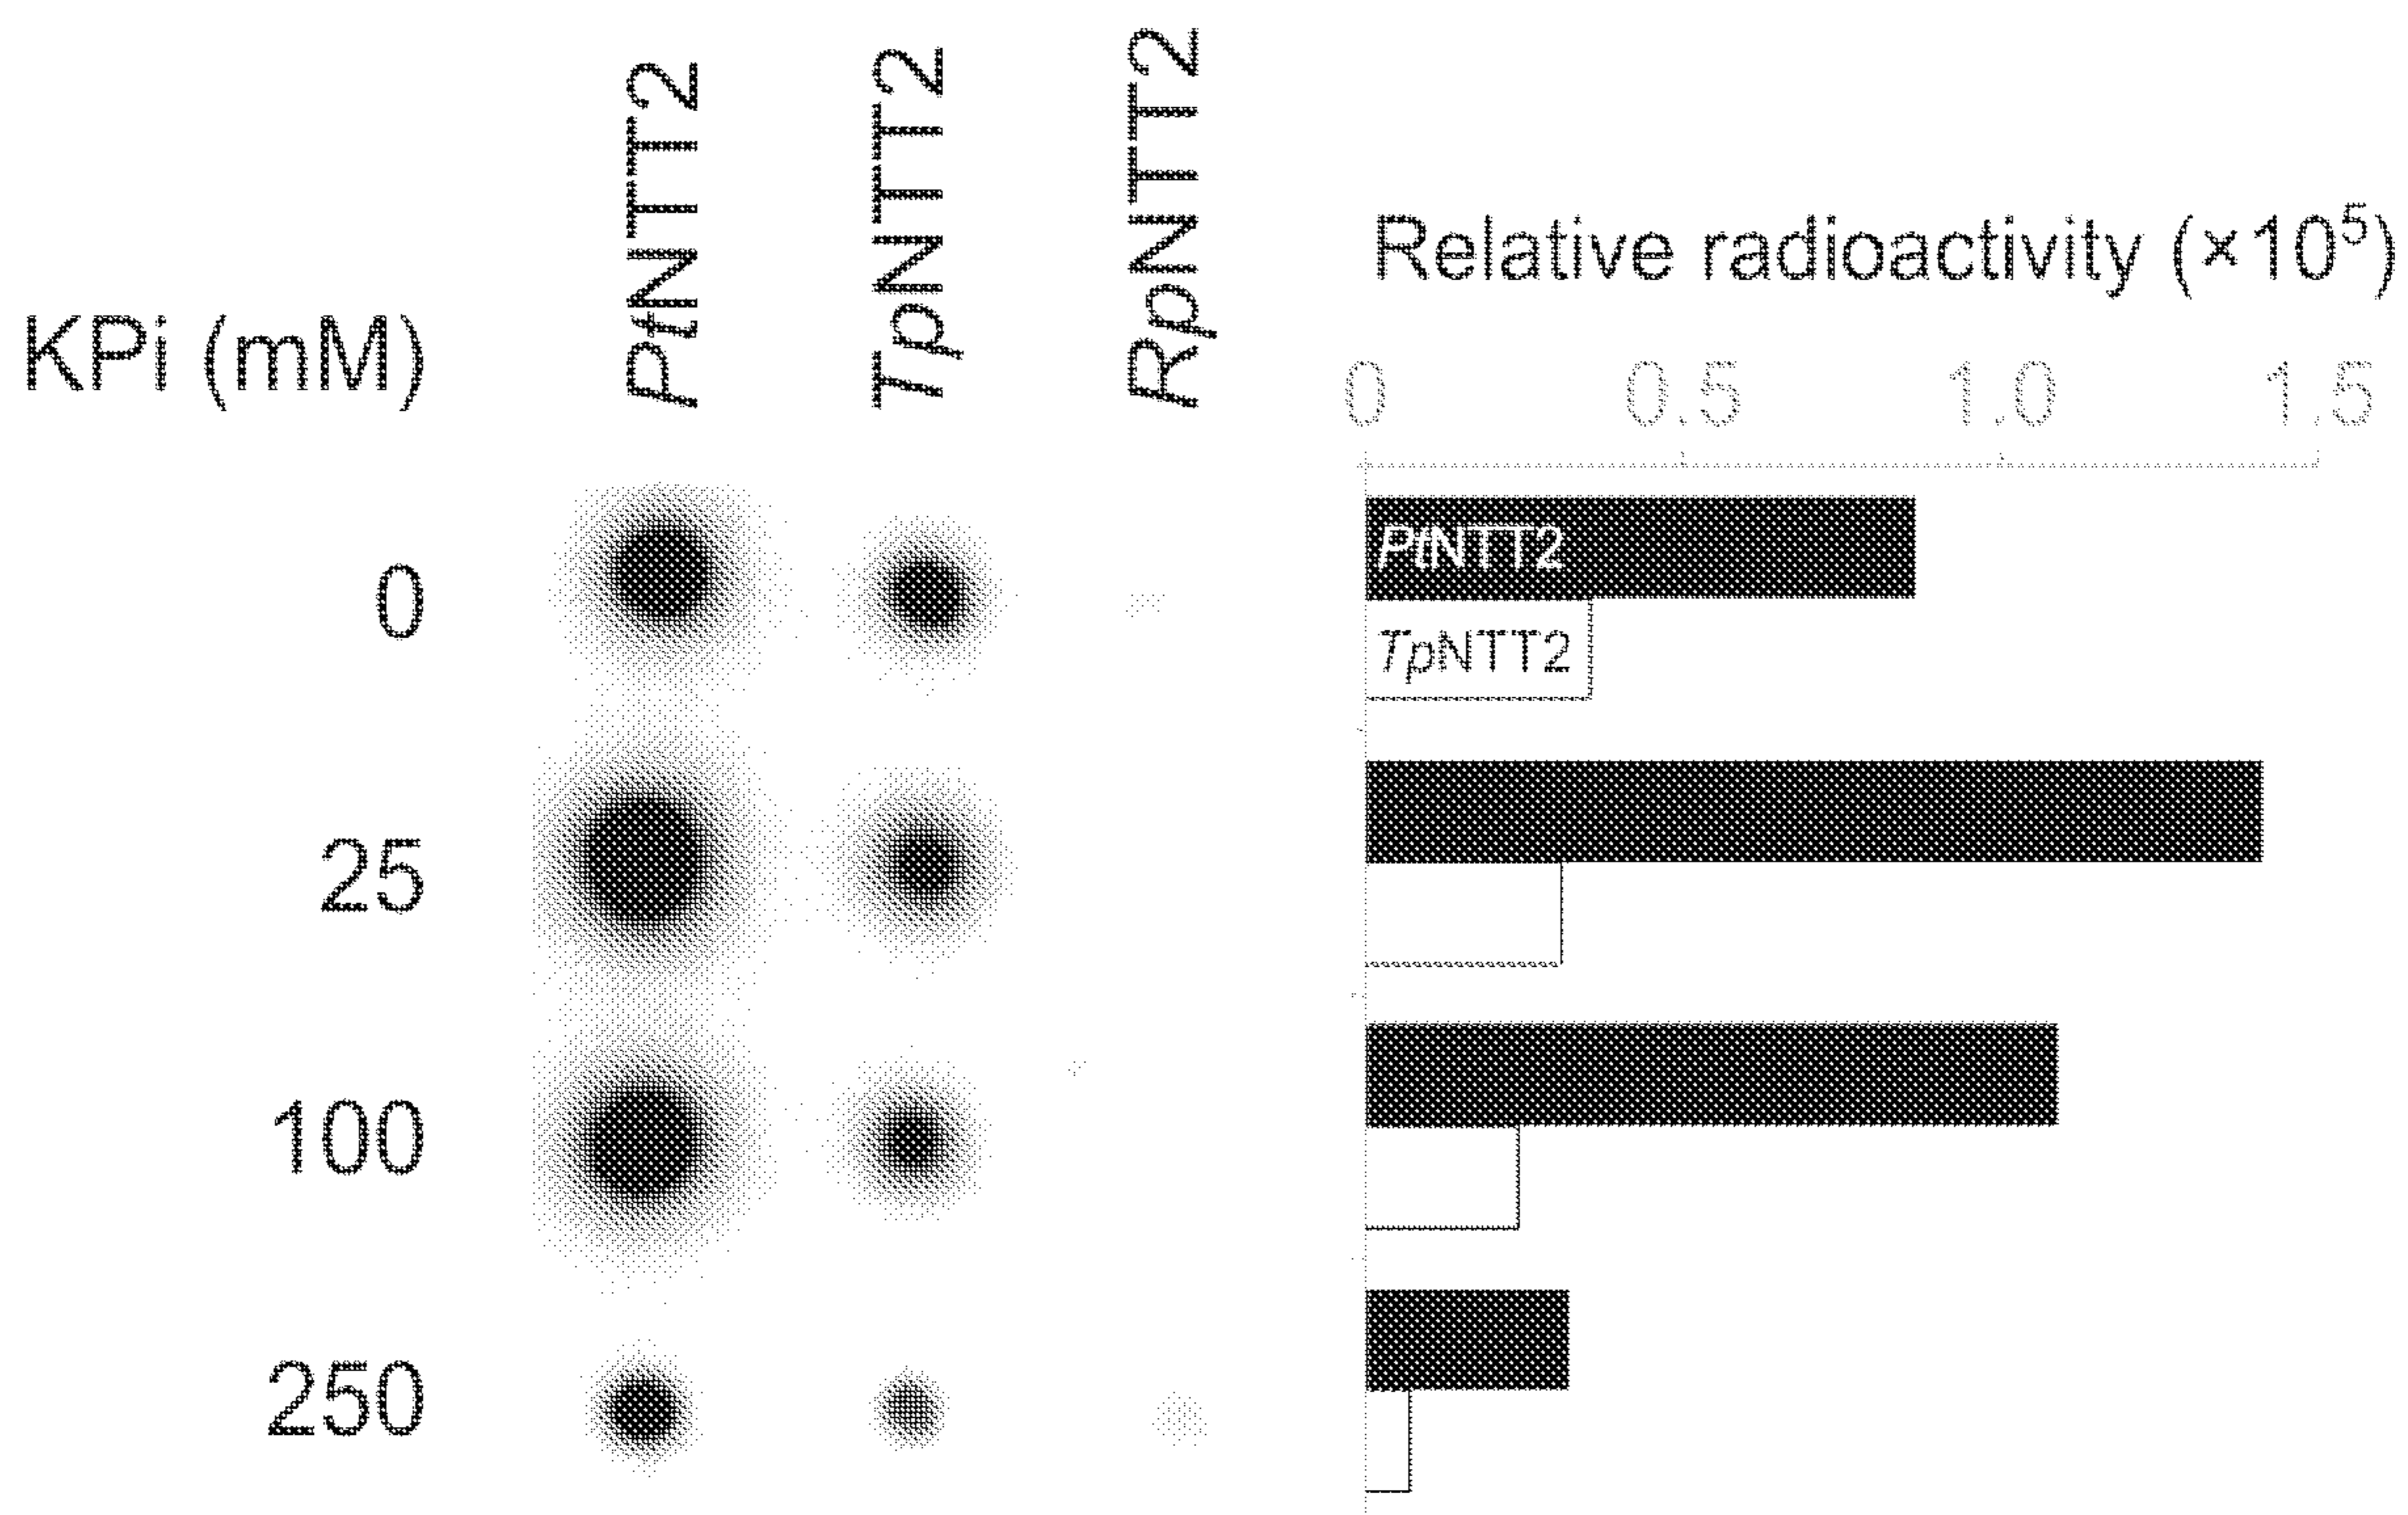 PtNTT2
TpNTT2
RpNTT2
Relative radioactivity (×10⁵)
KPi (mM)
0 0.5 1.0 1.5
0
PtNTT2
TpNTT2
25
100
250